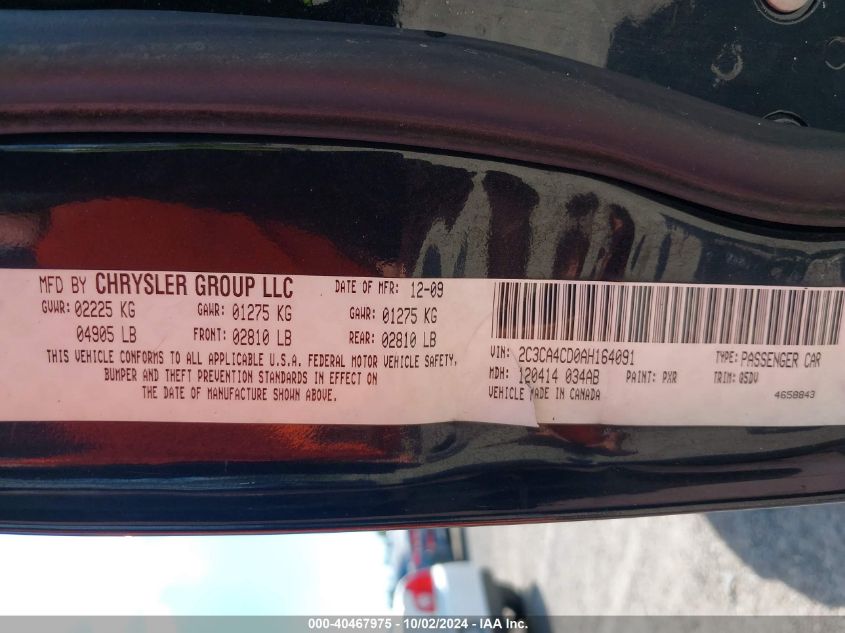 MFD BY CHRYSLER GROUP LLC
DATE OF MFR: 12-09
GVWR: 02225 KG
GAWR: 01275 KG
GAWR: 01275 KG
04905 LB
FRONT: 02810 LB
REAR: 02810 LB
THIS VEHICLE CONFORMS TO ALL APPLICABLE U.S.A. FEDERAL MOTOR VEHICLE SAFETY,
BUMPER AND THEFT PREVENTION STANDARDS IN EFFECT ON
THE DATE OF MANUFACTURE SHOWN ABOVE.
VIN: 2C3CA4CD0AH164091
TYPE: PASSENGER CAR
MDH: 120414 034AB
PAINT: PXR
TRIM: Q5DV
VEHICLE MADE IN CANADA
4658843
000-40467975 - 10/02/2024 - IAA Inc.